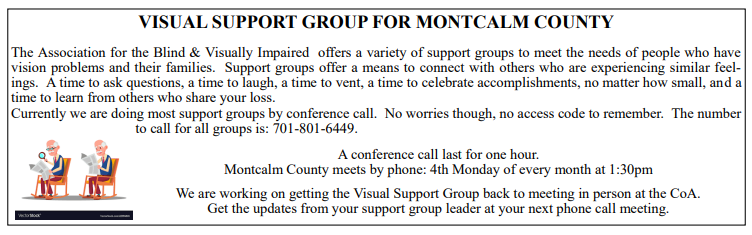 VISUAL SUPPORT GROUP FOR MONTCALM COUNTY
The Association for the Blind & Visually Impaired offers a variety of support groups to meet the needs of people who have
vision problems and their families. Support groups offer a means to connect with others who are experiencing similar feel-
ings. A time to ask questions, a time to laugh, a time to vent, a time to celebrate accomplishments, no matter how small, and a
time to learn from others who share your loss.
Currently we are doing most support groups by conference call. No worries though, no access code to remember. The number
to call for all groups is: 701-801-6449.
A conference call last for one hour.
Montcalm County meets by phone: 4th Monday of every month at 1:30pm
We are working on getting the Visual Support Group back to meeting in person at the CoA.
Get the updates from your support group leader at your next phone call meeting.
VectorStock